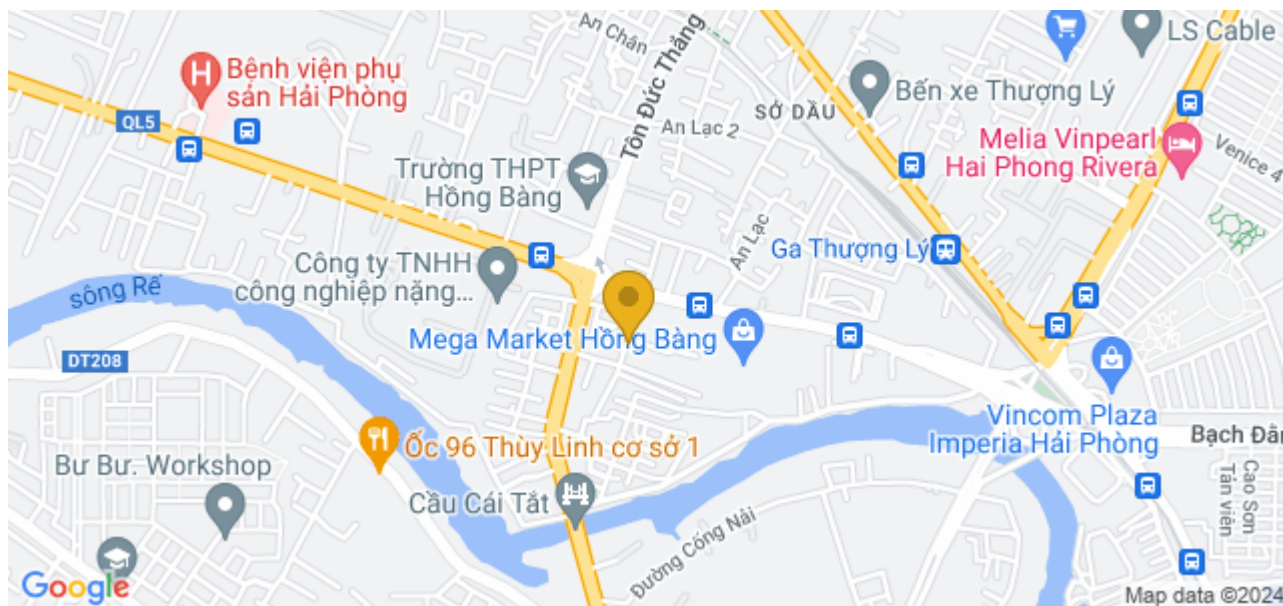 An Chân
Tôn Đức Thắng
LS Cable
Bệnh viện phụ
sản Hải Phòng
Bến xe Thượng Lý
SỞ DẦU
QL5
An Lạc 2
Melia Vinpearl
Hai Phong Rivera
Venice 4
Trường THPT
Hồng Bàng
An Lạc
Ga Thượng Lý
Công ty TNHH
công nghiệp nặng...
sông Rế
Mega Market Hồng Bàng
DT208
Vincom Plaza
Imperia Hải Phòng
Bạch Đằn
Ốc 96 Thùy Linh cơ sở 1
Bư Bư. Workshop
Cầu Cái Tắt
Cao Sơn
Tản viên
Đường Cống Nải
Google
Map data ©2024